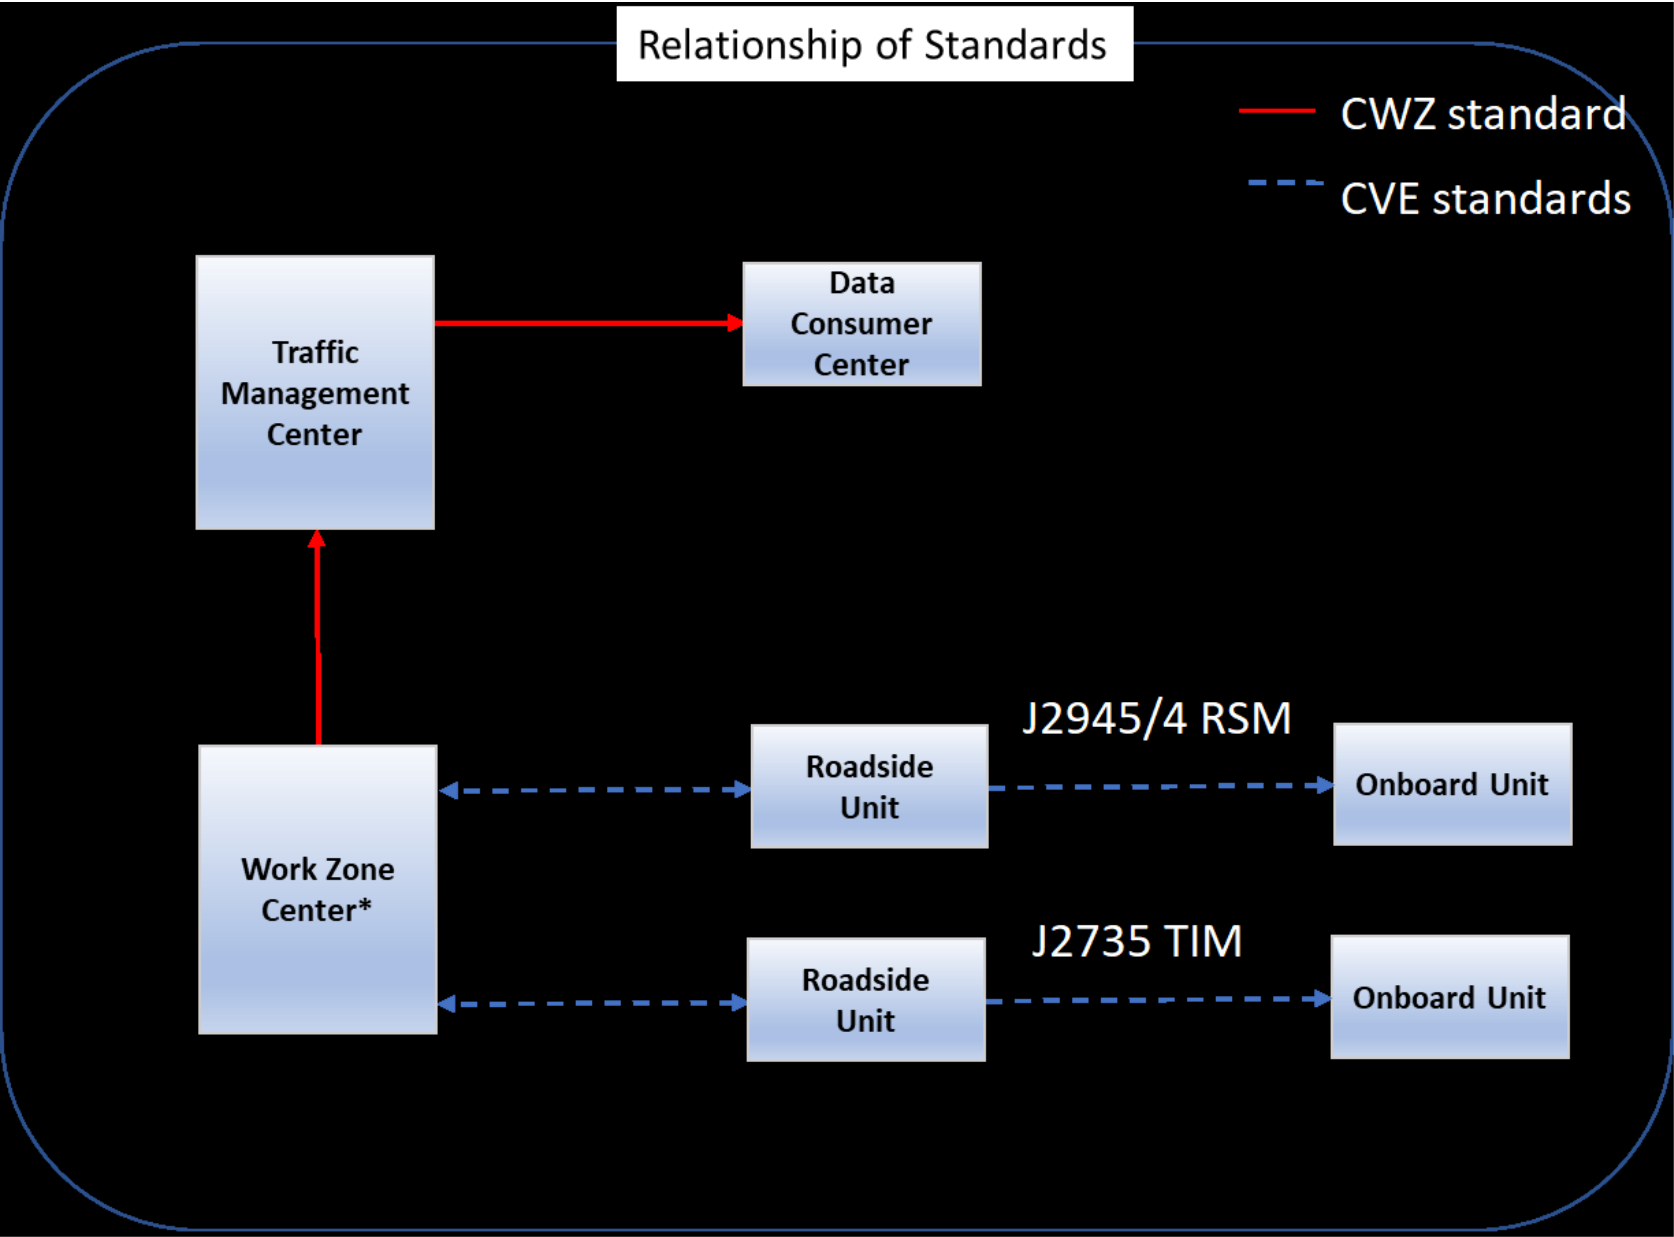 Relationship of Standards
CWZ standard
CVE standards
Traffic
Management
Center
Data
Consumer
Center
Work Zone
Center*
Roadside
Unit
J2945/4 RSM
Onboard Unit
Roadside
Unit
J2735 TIM
Onboard Unit